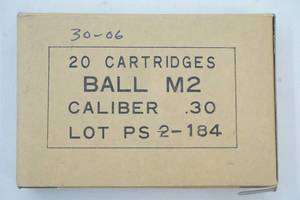 30-06
20 CARTRIDGES
BALL M2
CALIBER .30
LOT PS 2-184